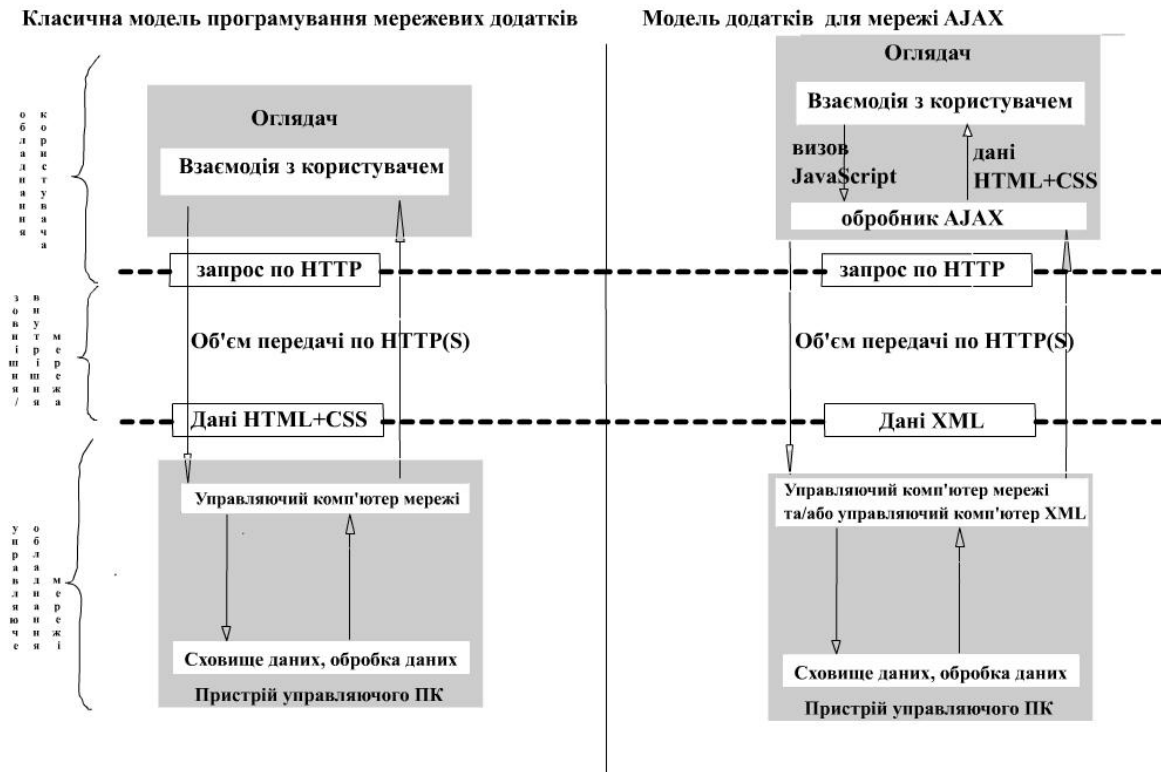 Класична модель програмування мережевих додатків
Модель додатків для мережі AJAX
обладнання
користувача
Оглядач
Взаємодія з користувачем
запрос по HTTP
зовнішня/
внутрішня
мережа
Об'єм передачі по HTTP(S)
Дані HTML+CSS
управляюче
обладнання
мережі
Управляючий комп'ютер мережі
Сховище даних, обробка даних
Пристрій управляючого ПК
Оглядач
Взаємодія з користувачем
визов
JavaScript
дані
HTML+CSS
обробник AJAX
запрос по HTTP
Об'єм передачі по HTTP(S)
Дані XML
Управляючий комп'ютер мережі
та/або управляючий комп'ютер XML
Сховище даних, обробка даних
Пристрій управляючого ПК